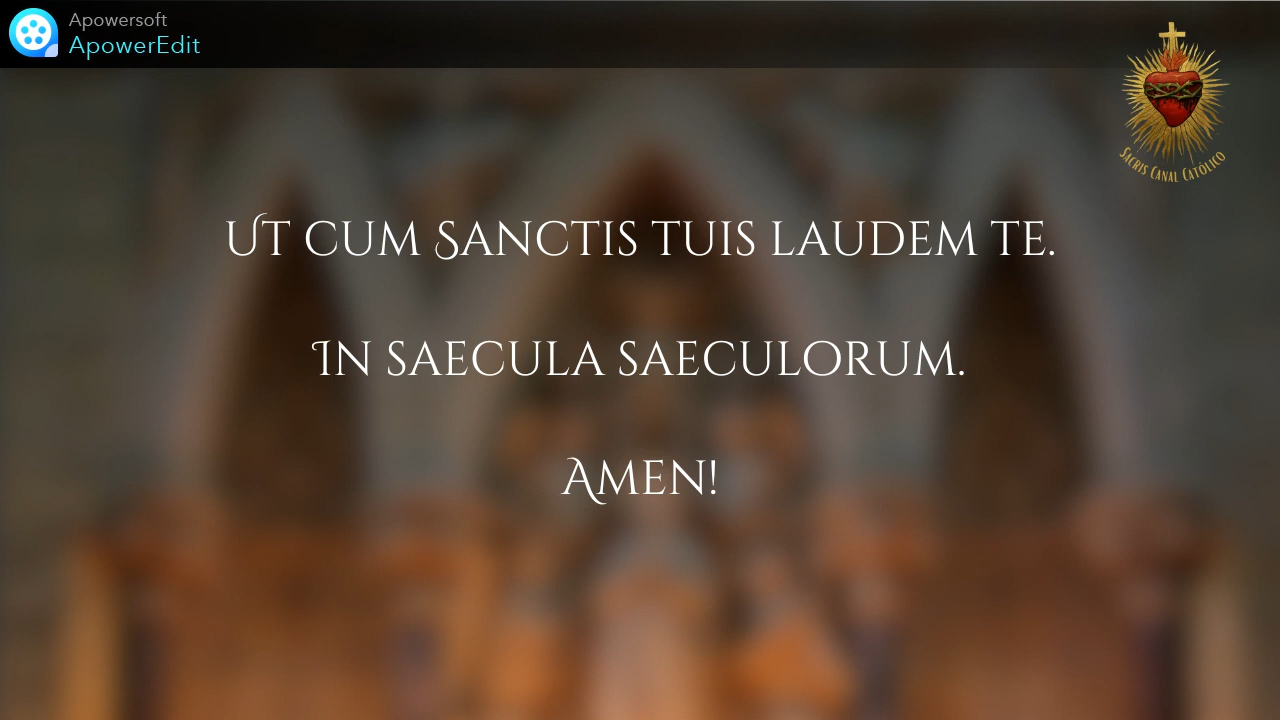 Apowersoft
ApowerEdit
SACRIS CANAL CATÓLICO
Ut cum Sanctis tuis laudem te.
In saecula saeculorum.
Amen!